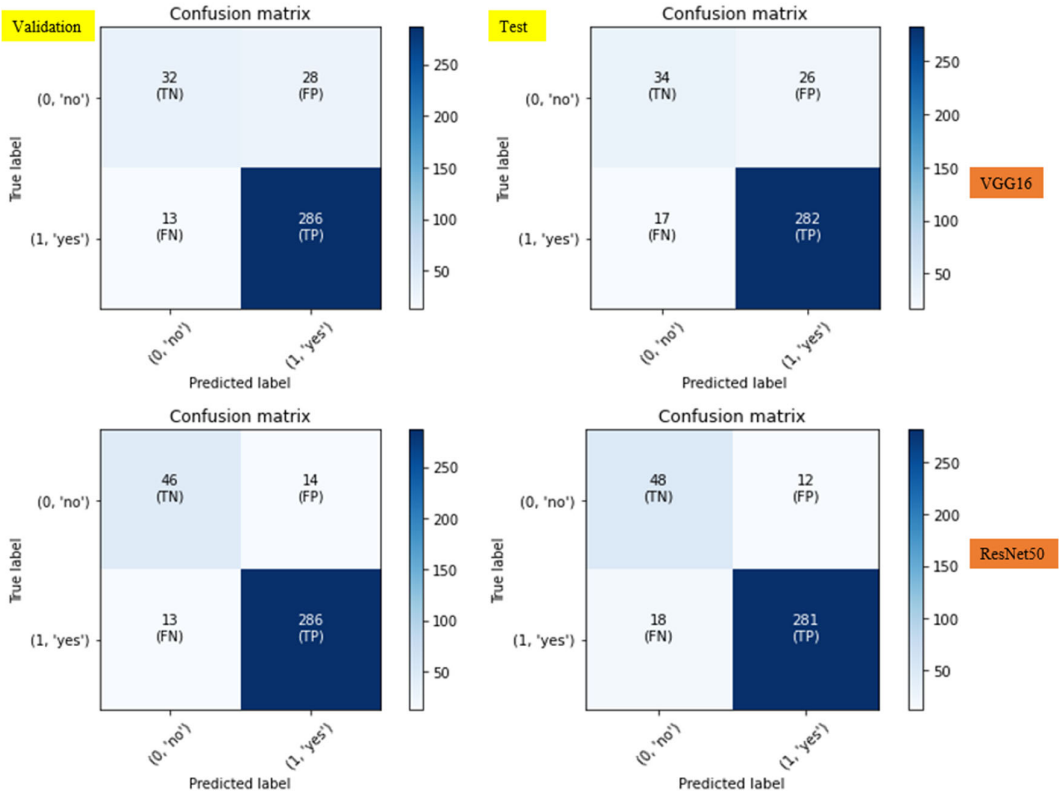 Validation
Confusion matrix
32
(TN)
28
(FP)
13
(FN)
286
(TP)
(0, 'no')
(1, 'yes')
True label
(0, 'no')
(1, 'yes')
Predicted label
250
200
150
100
50
Test
Confusion matrix
34
(TN)
26
(FP)
17
(FN)
282
(TP)
(0, 'no')
(1, 'yes')
True label
(0, 'no')
(1, 'yes')
Predicted label
250
200
150
100
50
VGG16
Confusion matrix
46
(TN)
14
(FP)
13
(FN)
286
(TP)
(0, 'no')
(1, 'yes')
True label
(0, 'no')
(1, 'yes')
Predicted label
250
200
150
100
50
Confusion matrix
48
(TN)
12
(FP)
18
(FN)
281
(TP)
(0, 'no')
(1, 'yes')
True label
(0, 'no')
(1, 'yes')
Predicted label
250
200
150
100
50
ResNet50